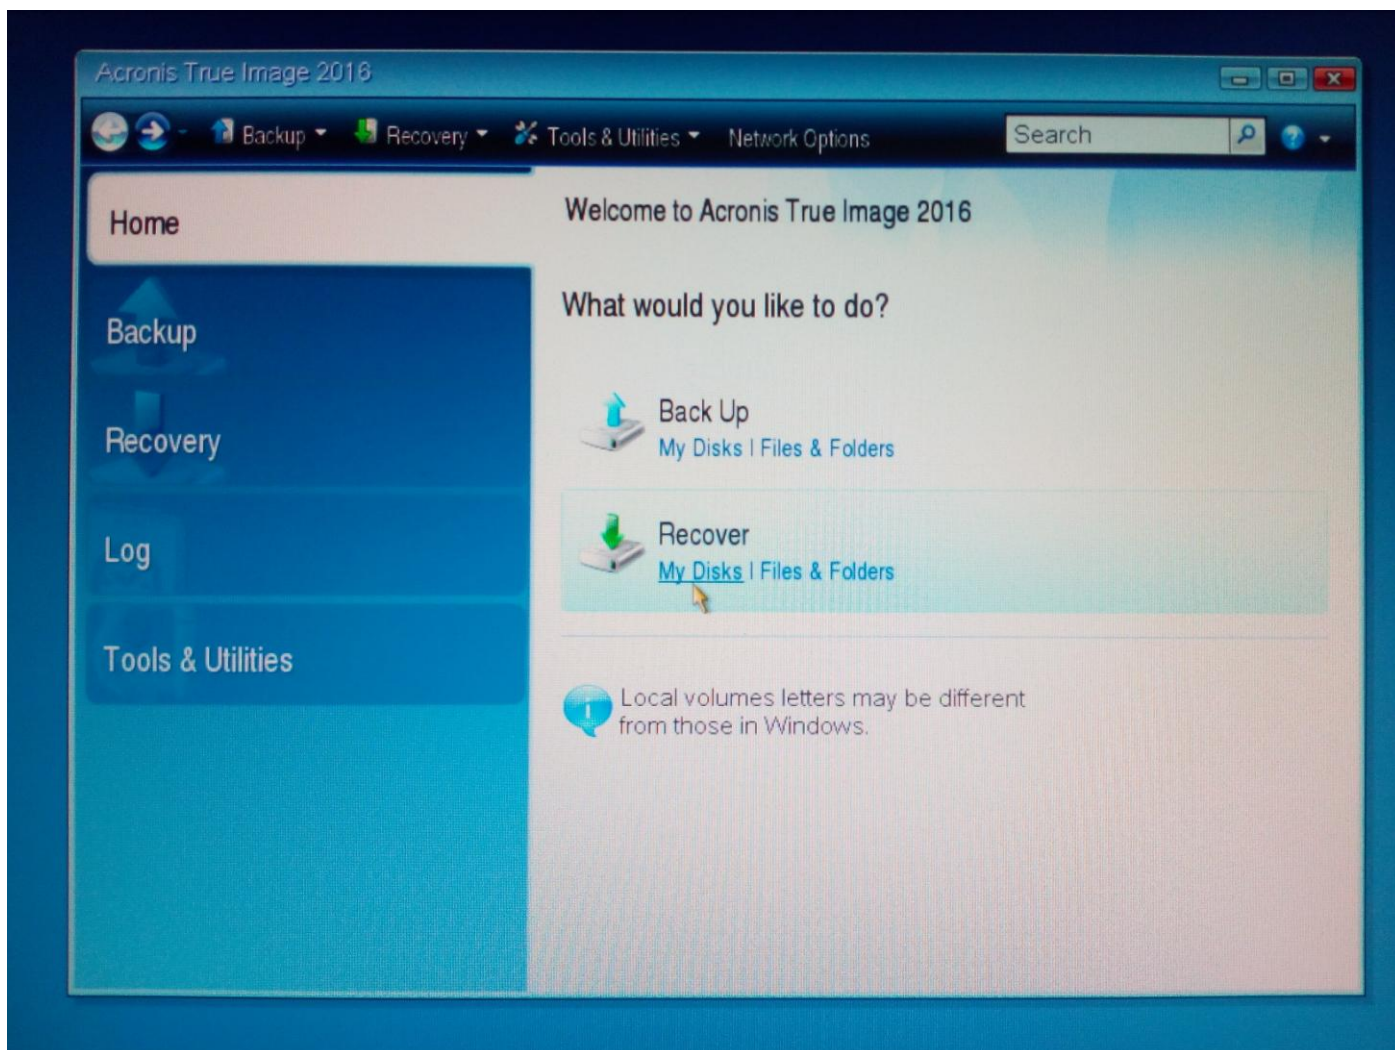 Acronis True Image 2016
Backup Recovery Tools & Utilities Network Options Search
Home
Backup
Recovery
Log
Tools & Utilities
Welcome to Acronis True Image 2016
What would you like to do?
Back Up
My Disks | Files & Folders
Recover
My Disks | Files & Folders
Local volumes letters may be different
from those in Windows.